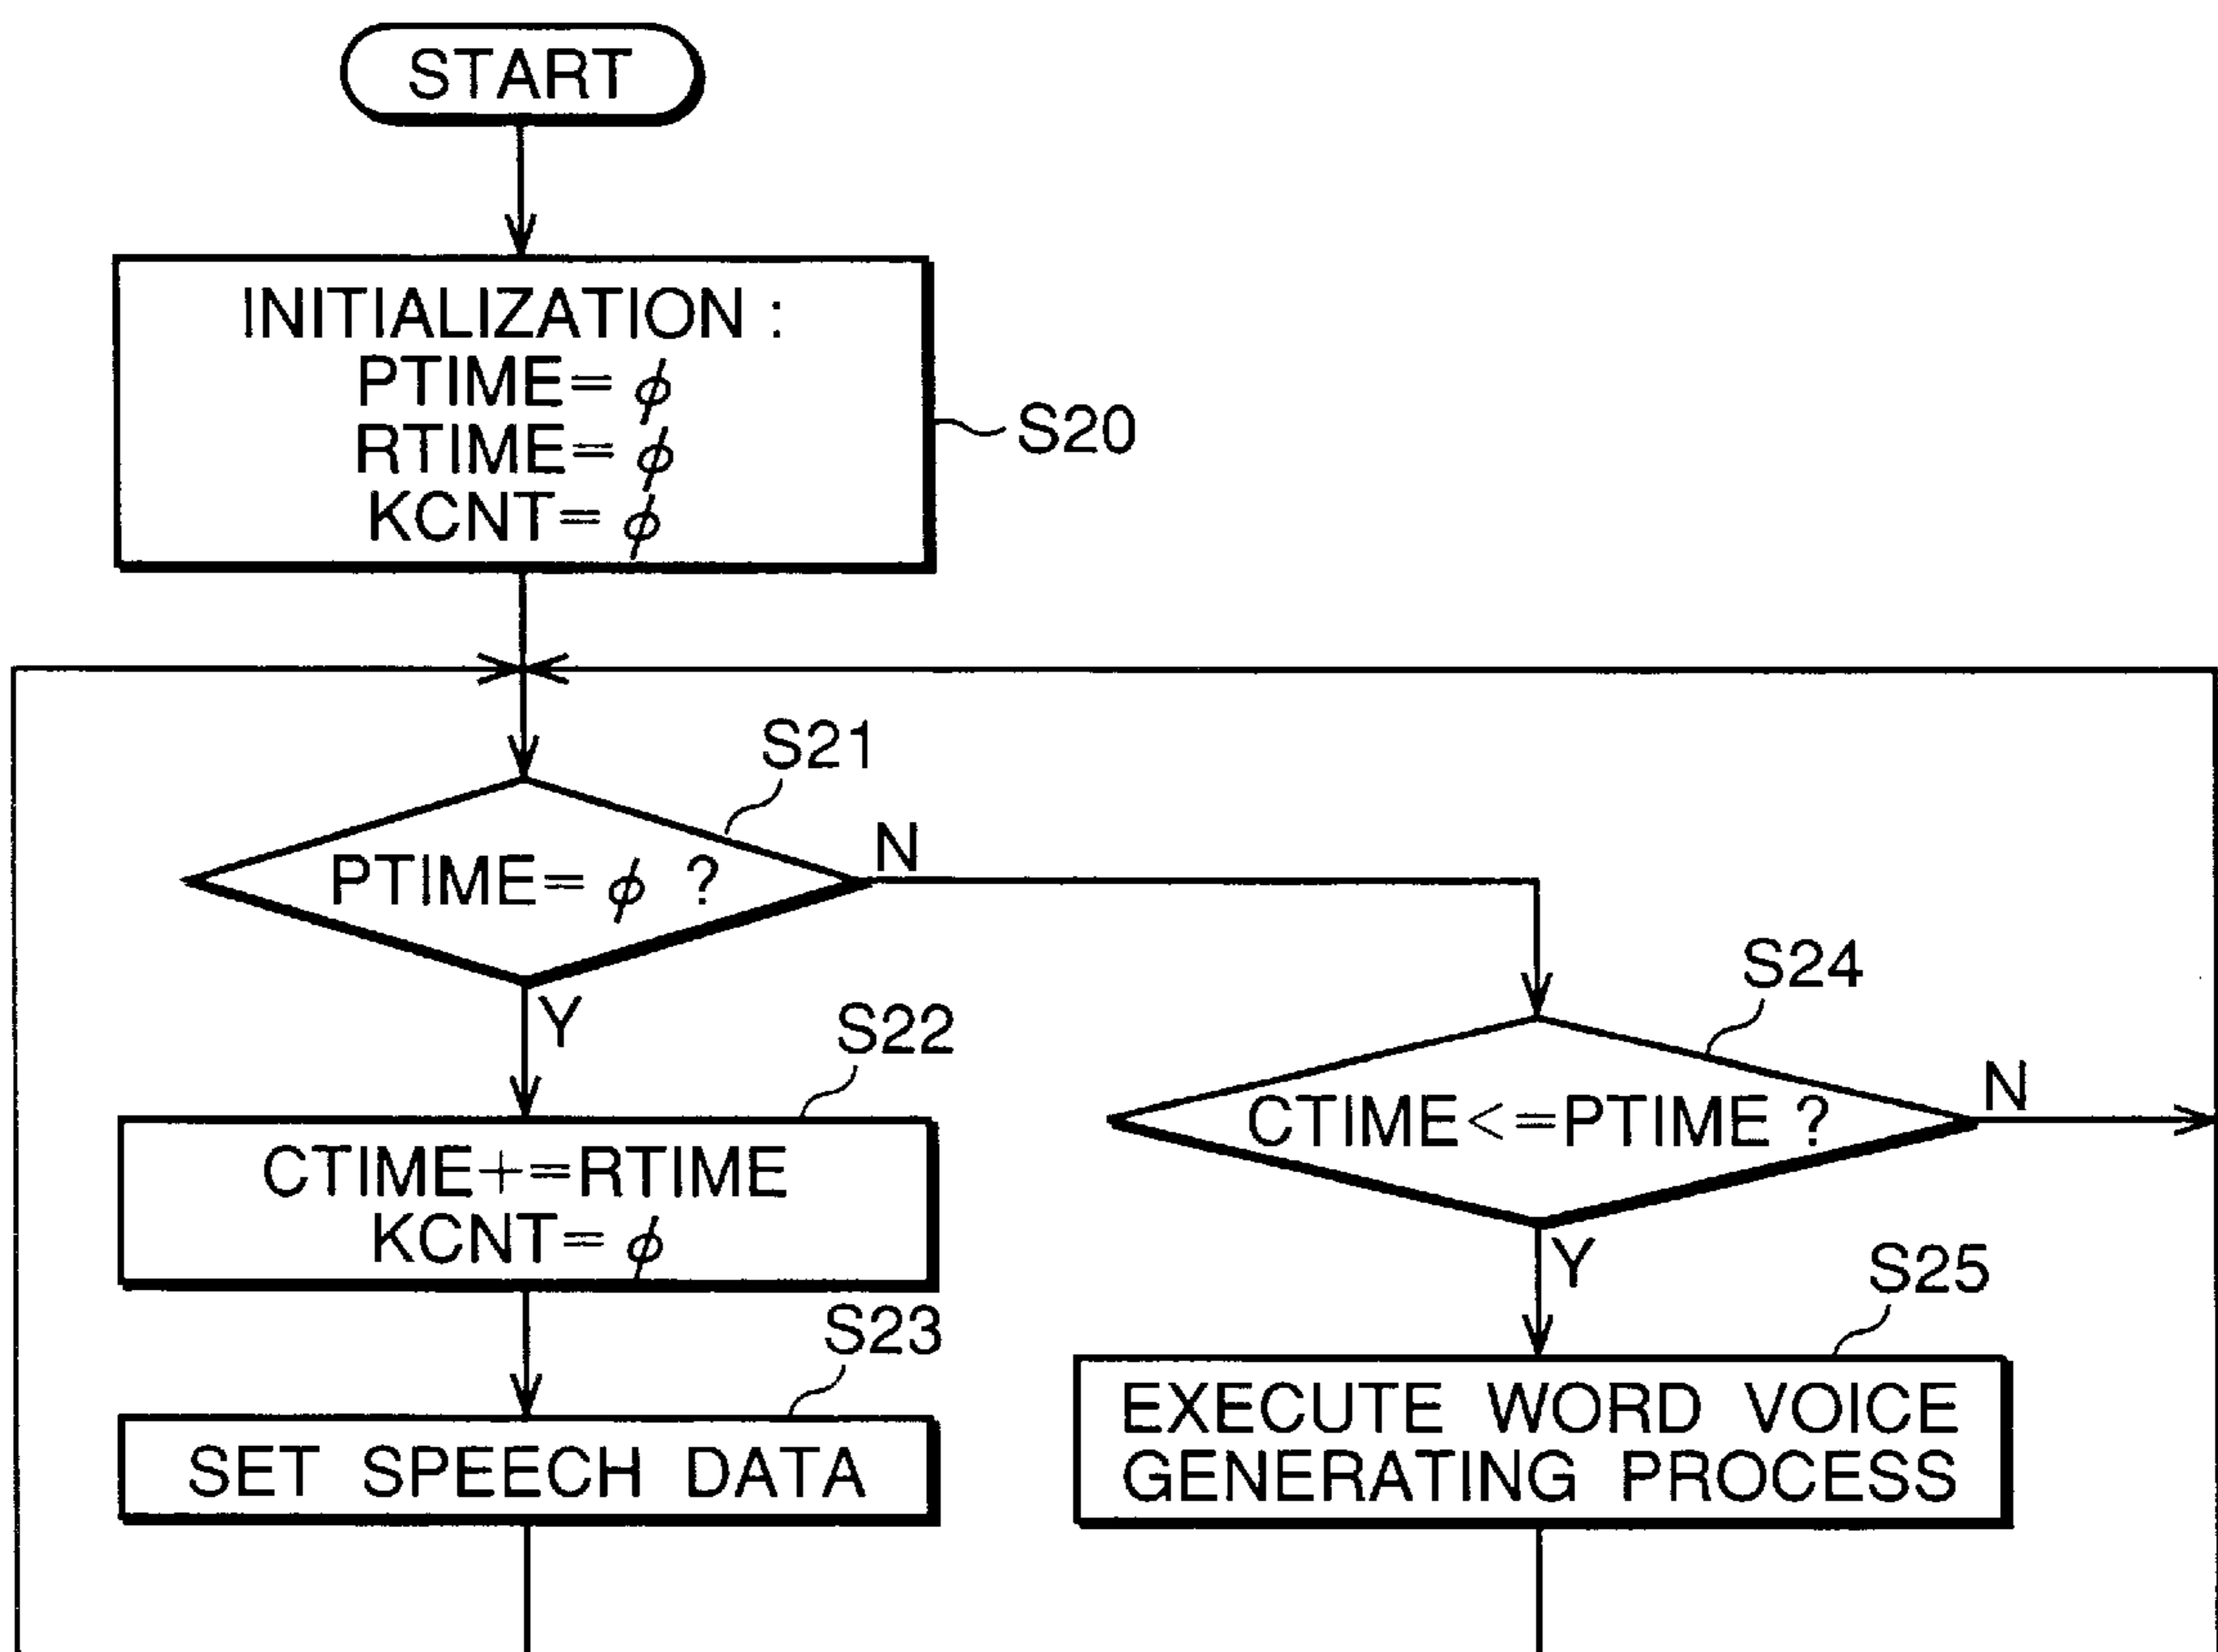 START
INITIALIZATION :
PTIME= ϕ
RTIME= ϕ
KCNT= ϕ
S20
S21
PTIME= ϕ ?
N
Y
S22
CTIME+=RTIME
KCNT= ϕ
S23
SET SPEECH DATA
S24
CTIME<=PTIME ?
N
Y
S25
EXECUTE WORD VOICE
GENERATING PROCESS